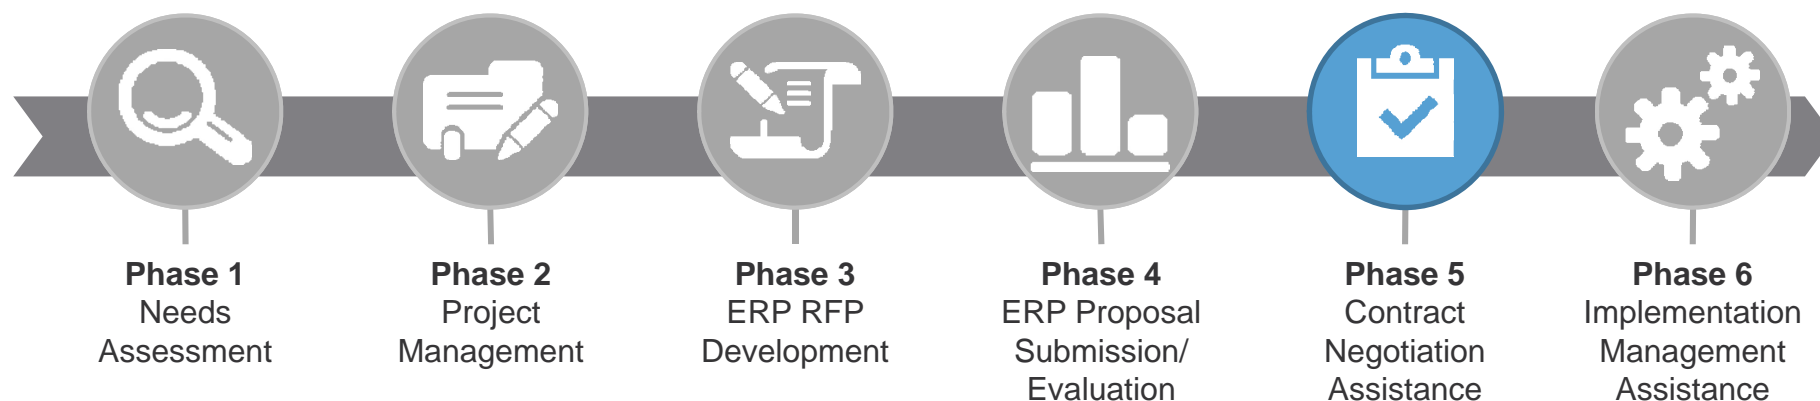 Phase 1
Needs
Assessment
Phase 2
Project
Management
Phase 3
ERP RFP
Development
Phase 4
ERP Proposal
Submission/
Evaluation
Phase 5
Contract
Negotiation
Assistance
Phase 6
Implementation
Management
Assistance